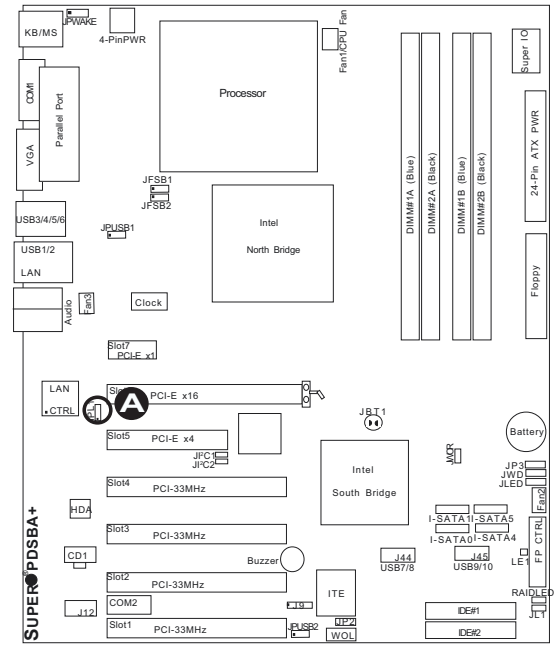 JPWAKE
KB/MS
4-PinPWR
Fan1/CPU Fan
Super IO
COM1
Parallel Port
Processor
VGA
24-Pin ATX PWR
DIMM#1A (Blue)
DIMM#2A (Black)
DIMM#1B (Blue)
DIMM#2B (Black)
JFSB1
JFSB2
USB3/4/5/6
JPUSB1
Intel
North Bridge
USB1/2
LAN
Floppy
Audio
Fan3
Clock
Slot7
PCI-E x1
LAN
CTRL
A
PCI-E x16
JBT1
Battery
Slot5
PCI-E x4
JI²C1
JI²C2
JWOR
JP3
JWD
JLED
Intel
South Bridge
Slot4
PCI-33MHz
Fan2
HDA
I-SATA1
I-SATA5
I-SATA0
I-SATA4
FP CTRL
Slot3
PCI-33MHz
CD1
Buzzer
J44
USB7/8
J45
USB9/10
LE1
Slot2
PCI-33MHz
ITE
RAIDLED
JL1
J12
COM2
J9
JP2
IDE#1
Slot1
PCI-33MHz
JPUSB2
WOL
IDE#2
SUPER PDSBA+